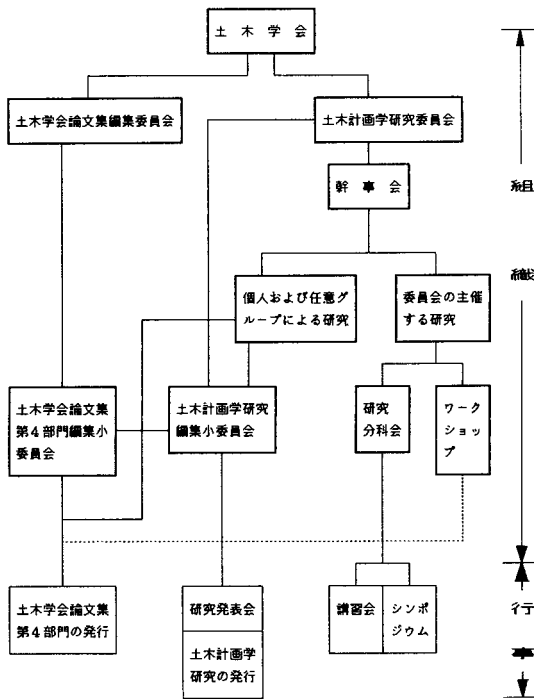 土木学会
土木学会論文集編集委員会
土木計画学研究委員会
幹事会
個人および任意グ
ループによる研究
委員会の主催
する研究
土木学会論文集
第4部門編集小
委員会
土木計画学研究
編集小委員会
研究
分科会
ワーク
ショッ
プ
土木学会論文集
第4部門の発行
研究発表会
土木計画学
研究の発行
講習会
シンポ
ジウム
組
織
行
事